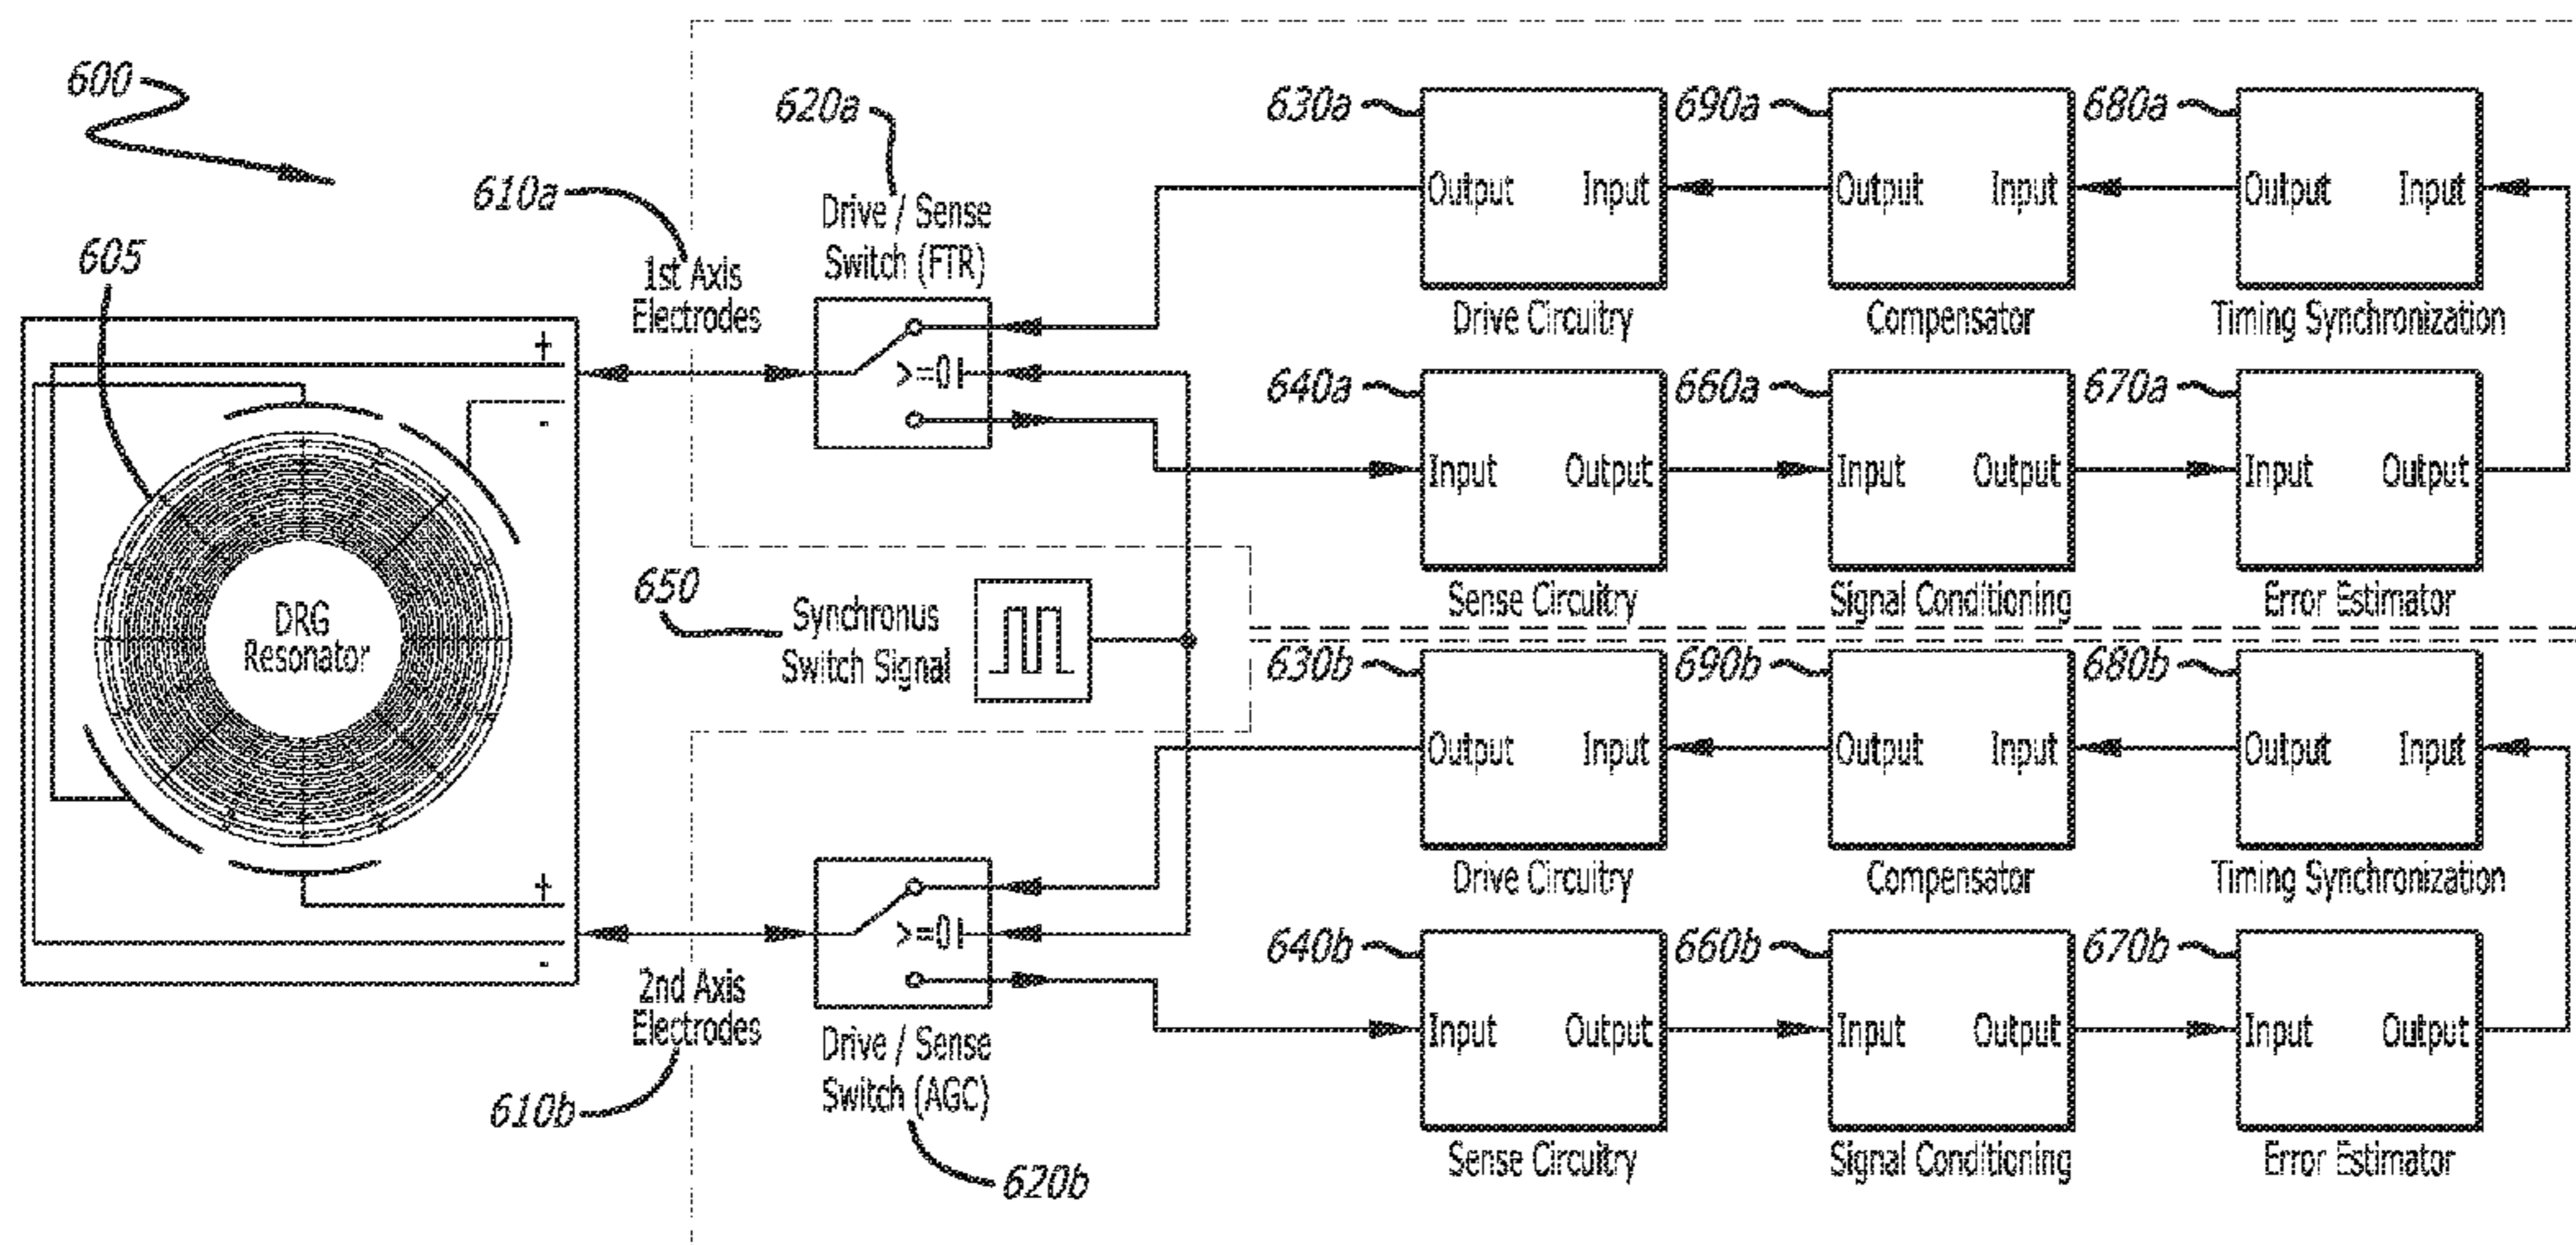 600
605
610a
1st Axis
Electrodes
620a
Drive / Sense
Switch (FTR)
>=0
+
-
DRG
Resonator
+
-
630a
Output Input
Drive Circuitry
690a
Output Input
Compensator
680a
Output Input
Timing Synchronization
640a
Input Output
Sense Circuitry
660a
Input Output
Signal Conditioning
670a
Input Output
Error Estimator
650
Synchronus
Switch Signal
630b
Output Input
Drive Circuitry
690b
Output Input
Compensator
680b
Output Input
Timing Synchronization
>=0
2nd Axis
Electrodes
610b
Drive / Sense
Switch (AGC)
620b
640b
Input Output
Sense Circuitry
660b
Input Output
Signal Conditioning
670b
Input Output
Error Estimator